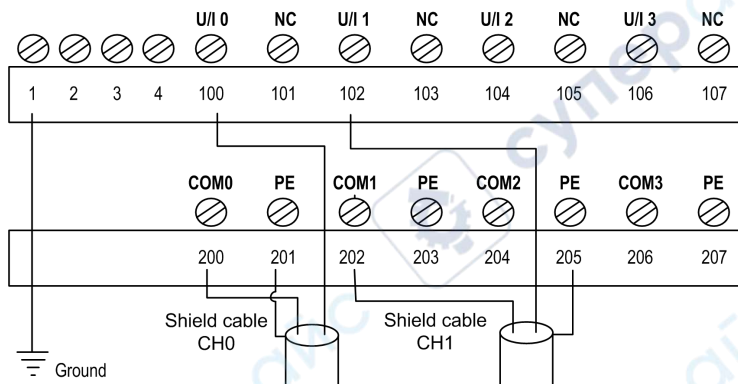 U/I 0 NC U/I 1 NC U/I 2 NC U/I 3 NC
1 2 3 4 100 101 102 103 104 105 106 107
COM0 PE COM1 PE COM2 PE COM3 PE
200 201 202 203 204 205 206 207
Shield cable
CH0
Shield cable
CH1
Ground